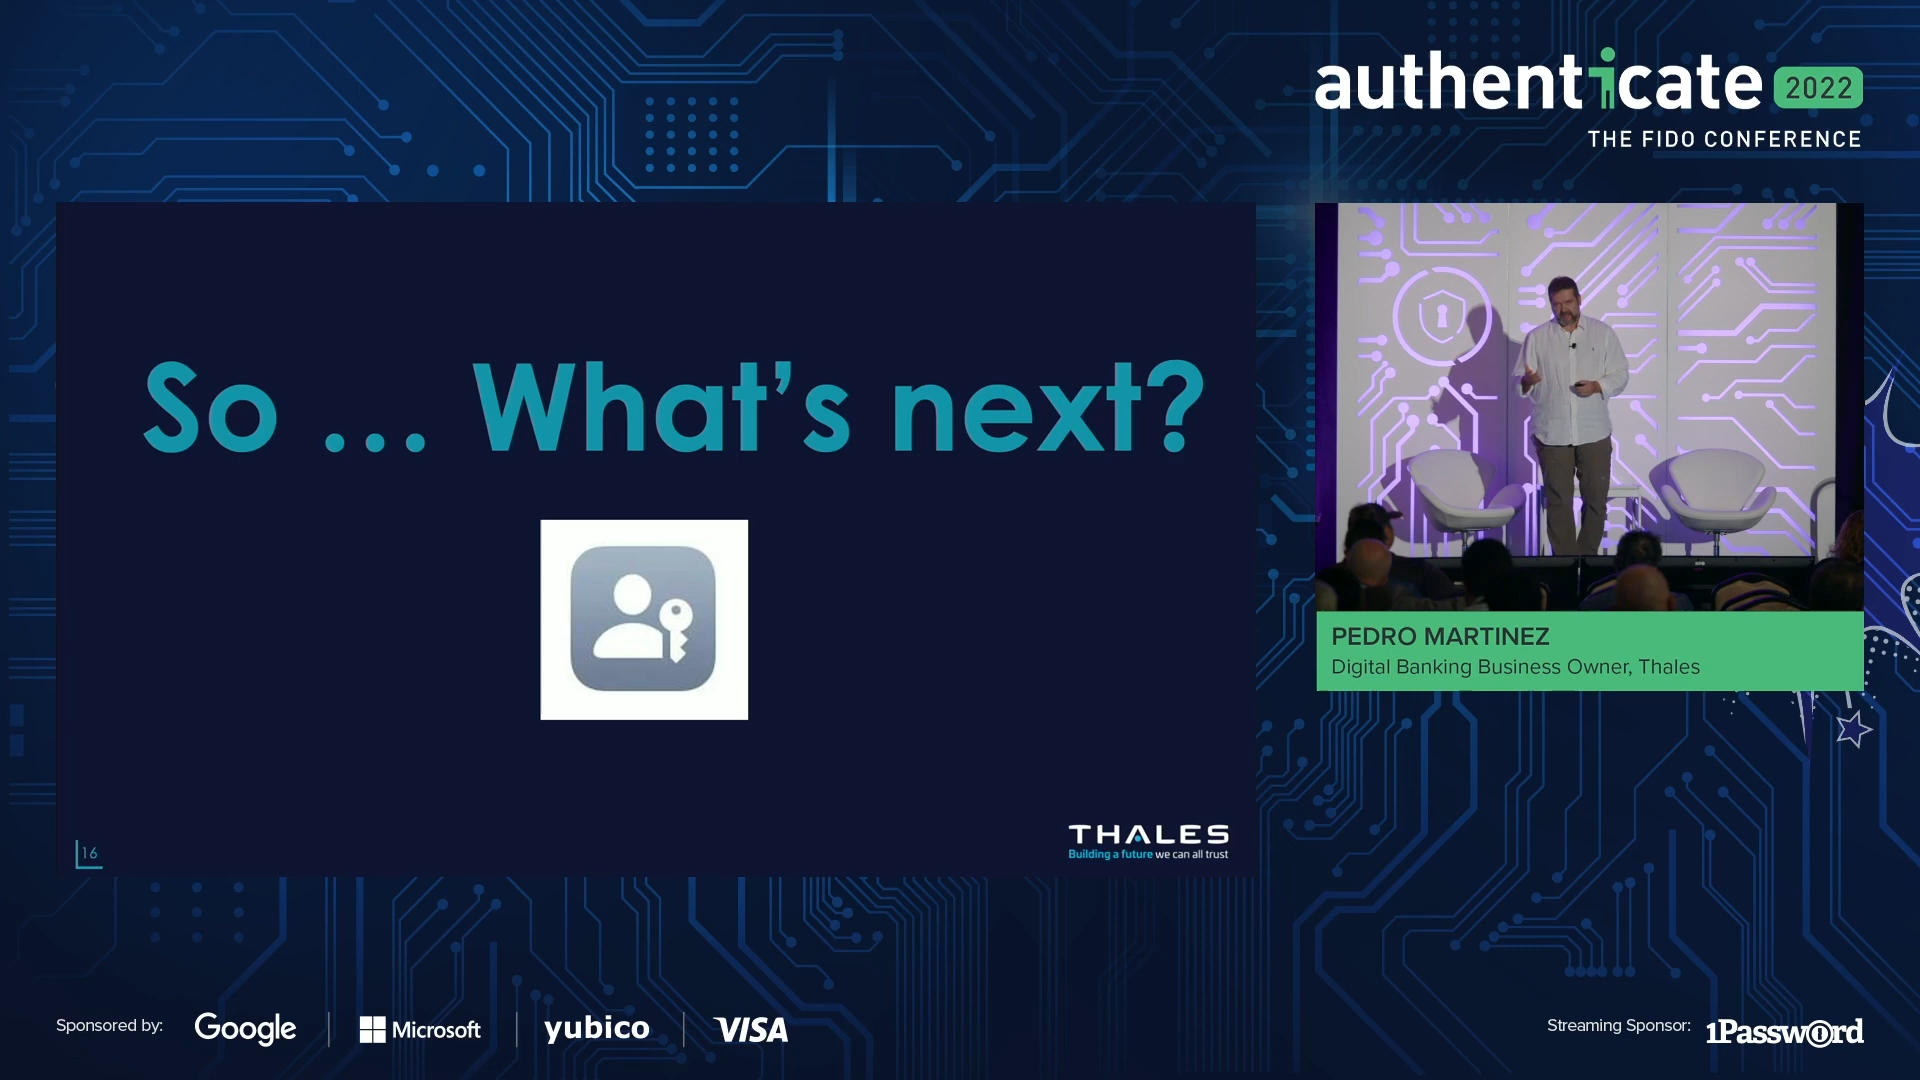 authenticate 2022
THE FIDO CONFERENCE
So ... What's next?
16
THALES
Building a future we can all trust
PEDRO MARTINEZ
Digital Banking Business Owner, Thales
Sponsored by:
Google
Microsoft
yubico
VISA
Streaming Sponsor:
1Password